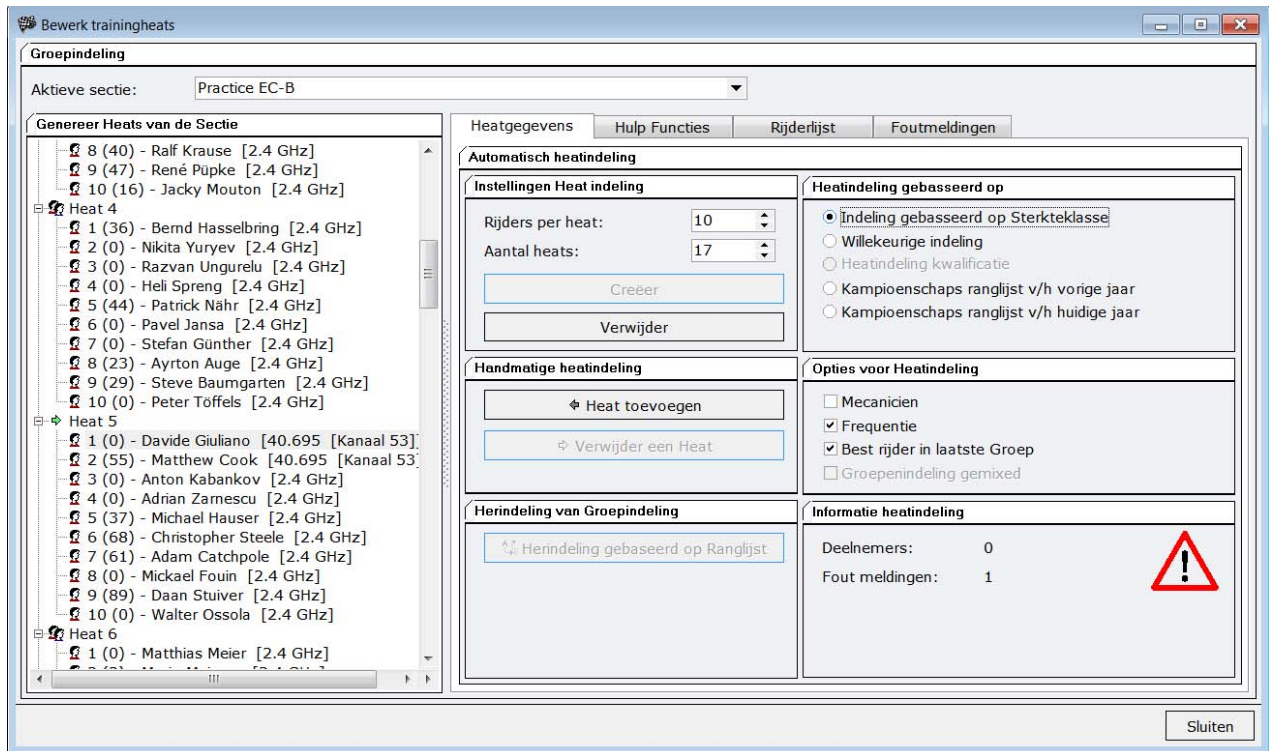 Bewerk trainingheats
Groepindeling
Aktieve sectie: Practice EC-B
Genereer Heats van de Sectie
8 (40) - Ralf Krause [2.4 GHz]
9 (47) - René Püpke [2.4 GHz]
10 (16) - Jacky Mouton [2.4 GHz]
Heat 4
1 (36) - Bernd Hasselbring [2.4 GHz]
2 (0) - Nikita Yuryev [2.4 GHz]
3 (0) - Razvan Ungurelu [2.4 GHz]
4 (0) - Heli Spreng [2.4 GHz]
5 (44) - Patrick Nähr [2.4 GHz]
6 (0) - Pavel Jansa [2.4 GHz]
7 (0) - Stefan Günther [2.4 GHz]
8 (23) - Ayrton Auge [2.4 GHz]
9 (29) - Steve Baumgarten [2.4 GHz]
10 (0) - Peter Töffels [2.4 GHz]
Heat 5
1 (0) - Davide Giuliano [40.695 [Kanaal 53]]
2 (55) - Matthew Cook [40.695 [Kanaal 53]
3 (0) - Anton Kabankov [2.4 GHz]
4 (0) - Adrian Zarnescu [2.4 GHz]
5 (37) - Michael Hauser [2.4 GHz]
6 (68) - Christopher Steele [2.4 GHz]
7 (61) - Adam Catchpole [2.4 GHz]
8 (0) - Mickael Fouin [2.4 GHz]
9 (89) - Daan Stuiver [2.4 GHz]
10 (0) - Walter Ossola [2.4 GHz]
Heat 6
1 (0) - Matthias Meier [2.4 GHz]
Heatgegevens Hulp Functies Rijderlijst Foutmeldingen
Automatisch heatindeling
Instellingen Heat indeling
Rijders per heat: 10
Aantal heats: 17
Creëer
Verwijder
Heatindeling gebasseerd op
Indeling gebasseerd op Sterkteklasse
Willekeurige indeling
Heatindeling kwalificatie
Kampioenschaps ranglijst v/h vorige jaar
Kampioenschaps ranglijst v/h huidige jaar
Handmatige heatindeling
Heat toevoegen
Verwijder een Heat
Opties voor Heatindeling
Mecanicien
Frequentie
Best rijder in laatste Groep
Groepenindeling gemixed
Herindeling van Groepindeling
Herindeling gebaseerd op Ranglijst
Informatie heatindeling
Deelnemers: 0
Fout meldingen: 1
Sluiten